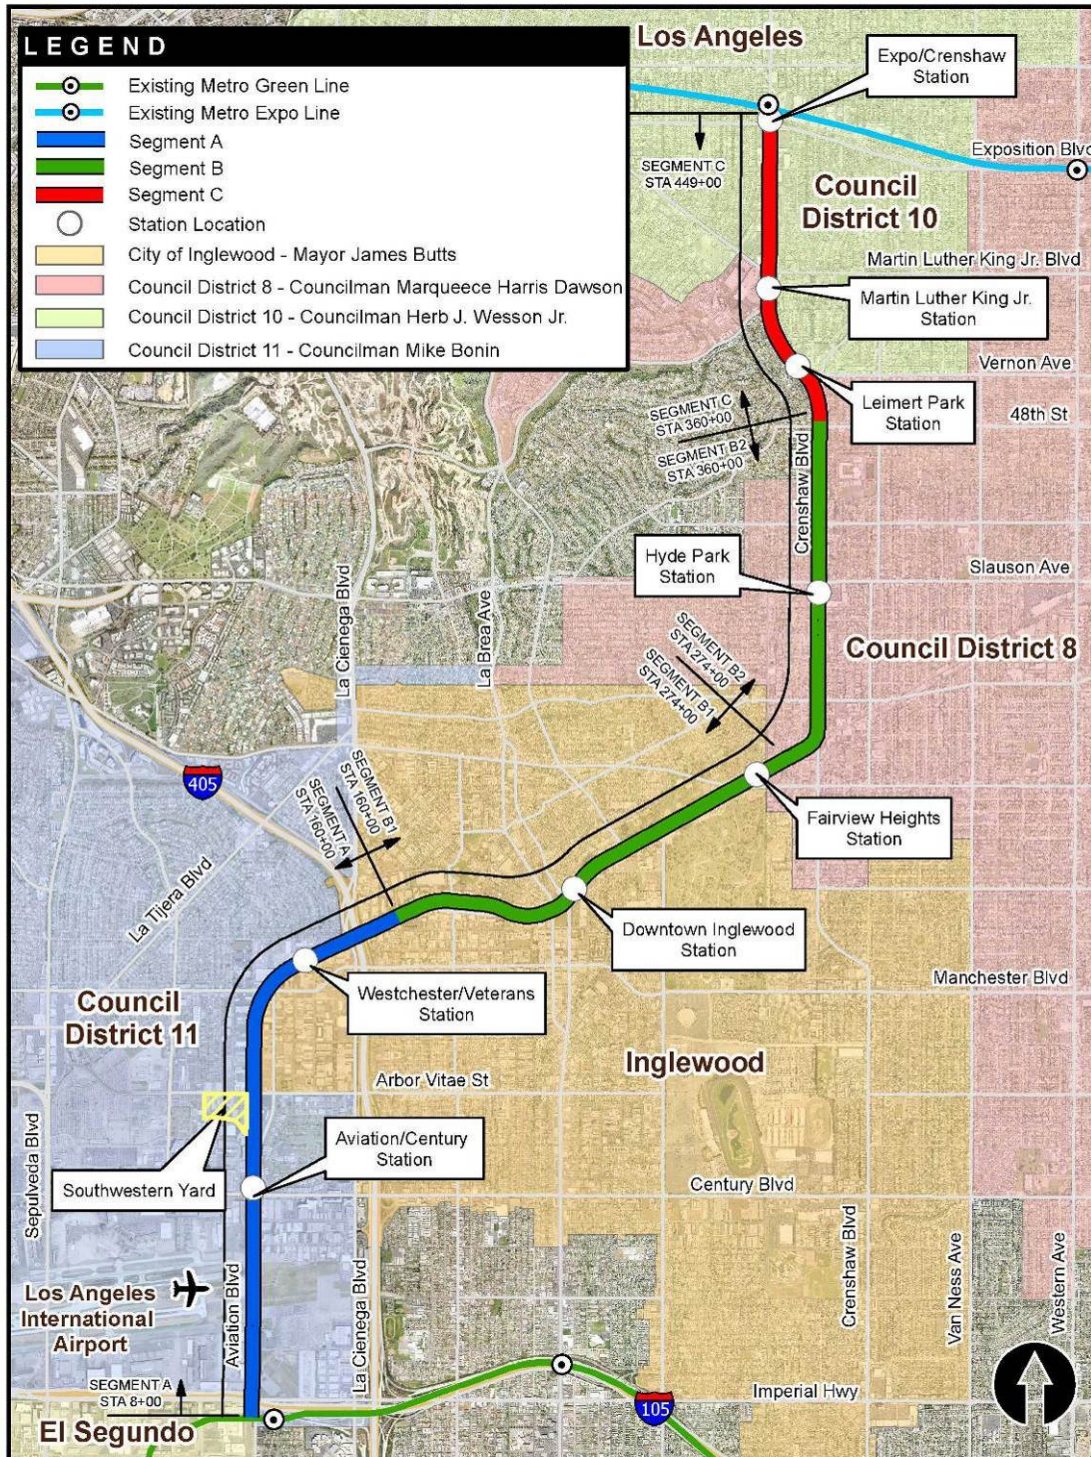 LEGEND
Existing Metro Green Line
Existing Metro Expo Line
Segment A
Segment B
Segment C
Station Location
City of Inglewood - Mayor James Butts
Council District 8 - Councilman Marqueece Harris Dawson
Council District 10 - Councilman Herb J. Wesson Jr.
Council District 11 - Councilman Mike Bonin
Los Angeles
Expo/Crenshaw
Station
SEGMENT C
STA 449+00
Exposition Blvd
Council
District 10
Martin Luther King Jr. Blvd
Martin Luther King Jr.
Station
Vernon Ave
Leimert Park
Station
48th St
SEGMENT C
STA 360+00
SEGMENT B2
STA 360+00
Crenshaw Blvd
Hyde Park
Station
Slauson Ave
La Cienega Blvd
La Brea Ave
SEGMENT B2
STA 274+00
SEGMENT B1
STA 274+00
Council District 8
405
SEGMENT B1
STA 160+00
SEGMENT A
STA 160+00
Fairview Heights
Station
La Tijera Blvd
Downtown Inglewood
Station
Manchester Blvd
Westchester/Veterans
Station
Council
District 11
Inglewood
Arbor Vitae St
Aviation/Century
Station
Southwestern Yard
Sepulveda Blvd
Century Blvd
Los Angeles
International
Airport
Aviation Blvd
La Cienega Blvd
Crenshaw Blvd
Van Ness Ave
Western Ave
SEGMENT A
STA 8+00
El Segundo
105
Imperial Hwy